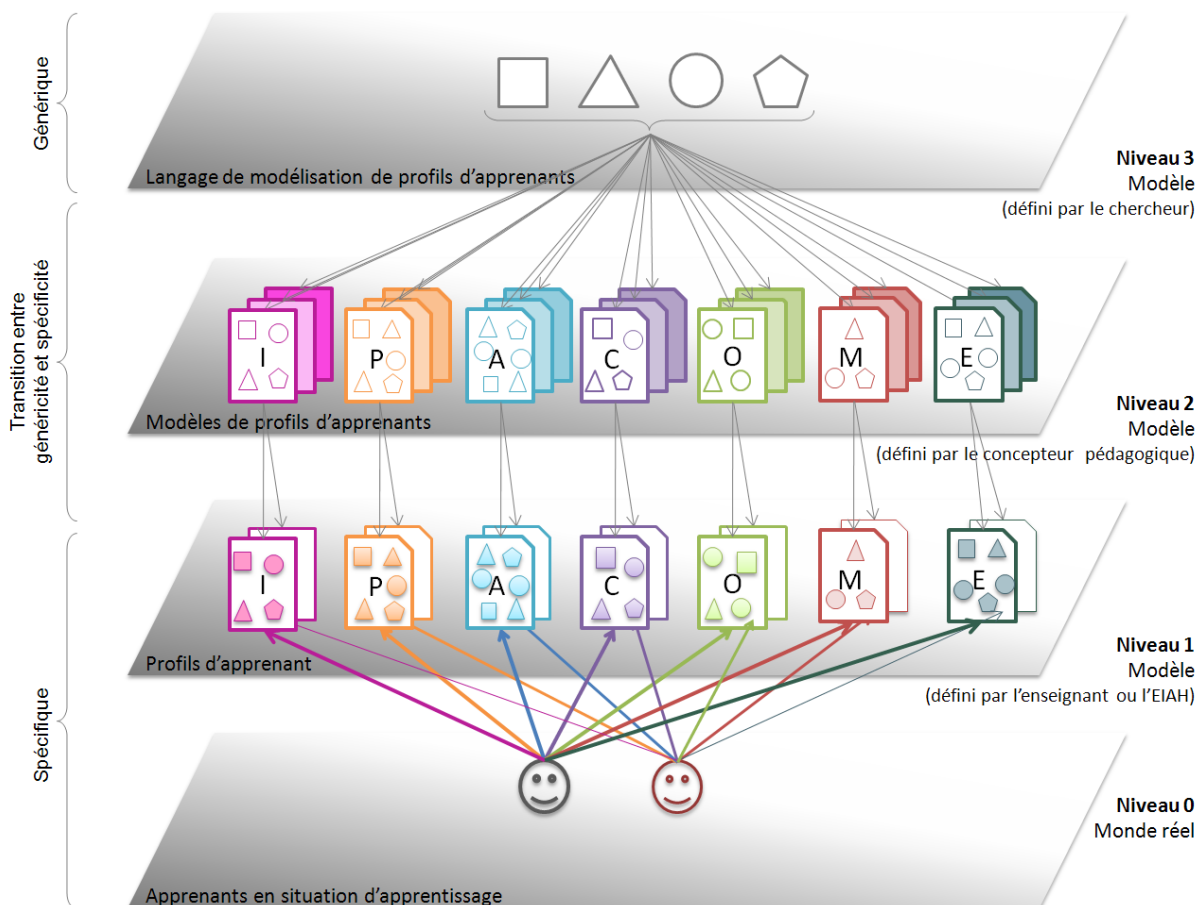 Générique
Langage de modélisation de profils d'apprenants
Niveau 3
Modèle
(défini par le chercheur)
Transition entre
généricité et spécificité
I
P
A
C
O
M
E
Modèles de profils d'apprenants
Niveau 2
Modèle
(défini par le concepteur pédagogique)
Spécifique
I
P
A
C
O
M
E
Profils d'apprenant
Niveau 1
Modèle
(défini par l'enseignant ou l'EIAH)
Niveau 0
Monde réel
Apprenants en situation d'apprentissage